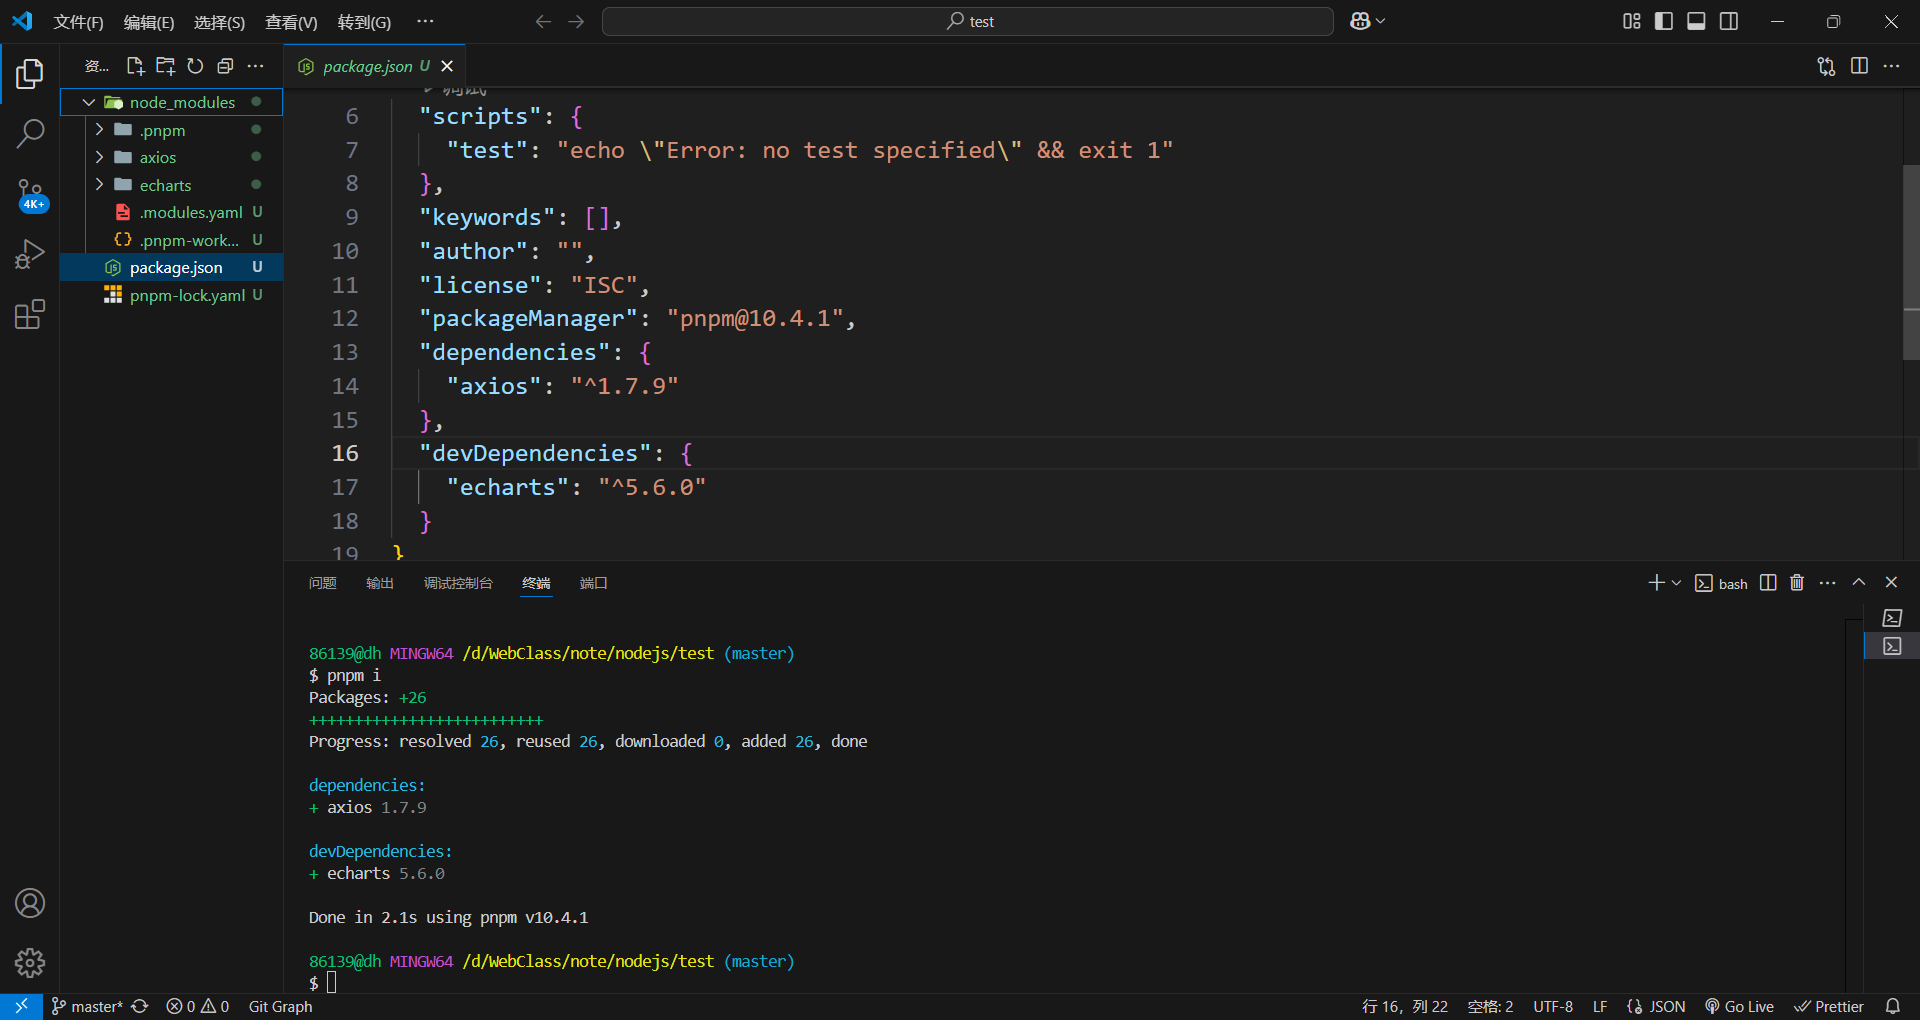 文件(F) 编辑(E) 选择(S) 查看(V) 转到(G) ··· test
资... package.json U
node_modules
.pnpm
axios
echarts
.modules.yaml U
.pnpm-work... U
package.json U
pnpm-lock.yaml U
4K+
调试
6 "scripts": {
7 "test": "echo \"Error: no test specified\" && exit 1"
8 },
9 "keywords": [],
10 "author": "",
11 "license": "ISC",
12 "packageManager": "pnpm@10.4.1",
13 "dependencies": {
14 "axios": "^1.7.9"
15 },
16 "devDependencies": {
17 "echarts": "^5.6.0"
18 }
19 }
问题 输出 调试控制台 终端 端口 bash
86139@dh MINGW64 /d/WebClass/note/nodejs/test (master)
$ pnpm i
Packages: +26
++++++++++++++++++++++++++
Progress: resolved 26, reused 26, downloaded 0, added 26, done
dependencies:
+ axios 1.7.9
devDependencies:
+ echarts 5.6.0
Done in 2.1s using pnpm v10.4.1
86139@dh MINGW64 /d/WebClass/note/nodejs/test (master)
$
master* 0 0 Git Graph 行 16，列 22 空格: 2 UTF-8 LF JSON Go Live Prettier